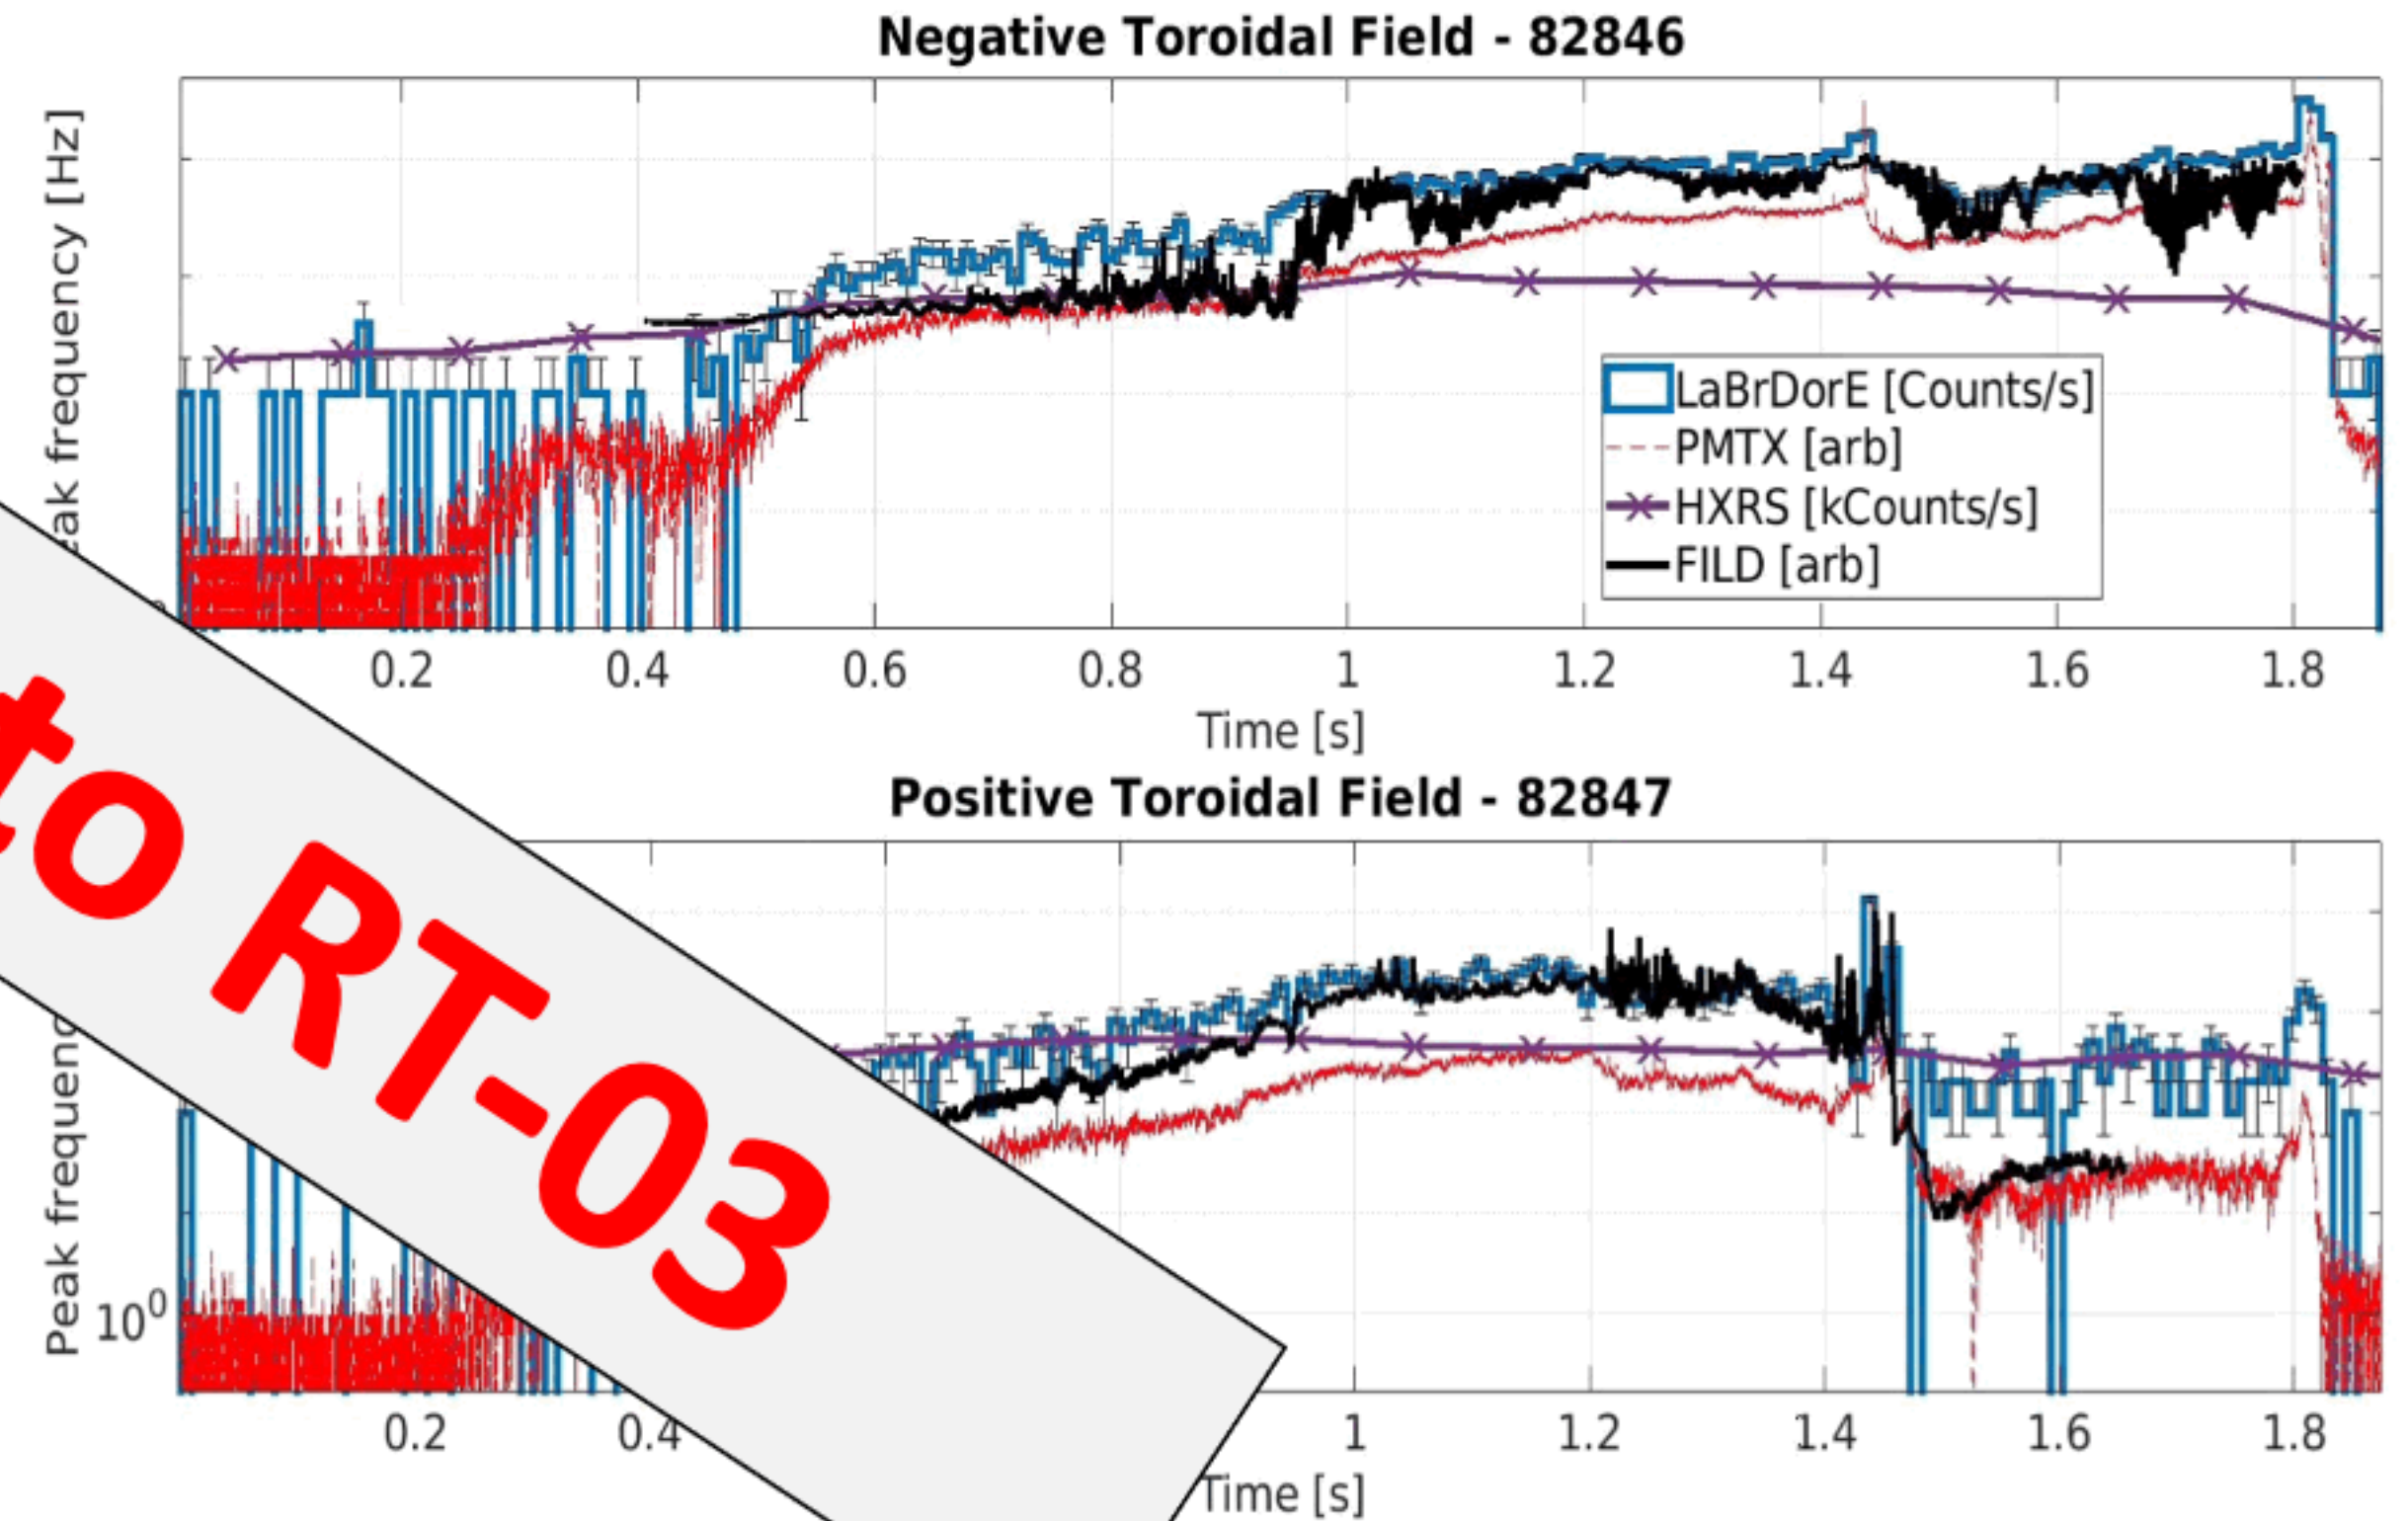 Negative Toroidal Field - 82846
eak frequency [Hz]
LaBrDorE [Counts/s]
PMTX [arb]
HXRS [kCounts/s]
FILD [arb]
0.2 0.4 0.6 0.8 1 1.2 1.4 1.6 1.8
Time [s]
Positive Toroidal Field - 82847
Peak frequenc
10⁰
to RT-03
0.2 0.4 1 1.2 1.4 1.6 1.8
Time [s]